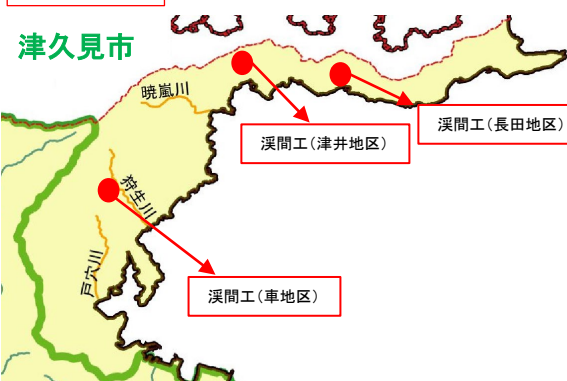 津久見市
暁嵐川
渓間工(長田地区)
渓間工(津井地区)
狩生川
戸穴川
渓間工(車地区)